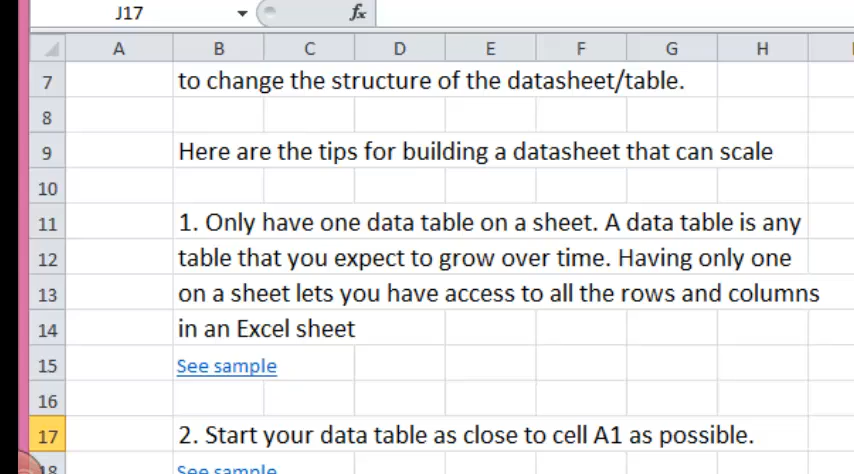 J17 fx
A B C D E F G H
7 to change the structure of the datasheet/table.
8
9 Here are the tips for building a datasheet that can scale
10
11 1. Only have one data table on a sheet. A data table is any
12 table that you expect to grow over time. Having only one
13 on a sheet lets you have access to all the rows and columns
14 in an Excel sheet
15 See sample
16
17 2. Start your data table as close to cell A1 as possible.
18 See sample